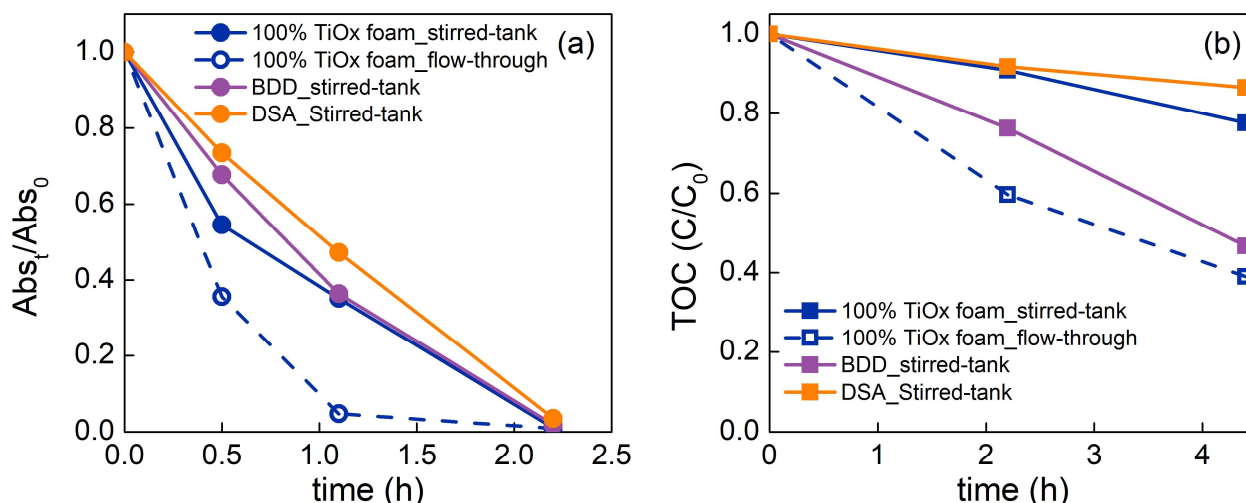 100% TiOx foam_stirred-tank
100% TiOx foam_flow-through
BDD_stirred-tank
DSA_Stirred-tank
(a)
1.0
0.8
0.6
0.4
0.2
0.0
Abst/Abs0
0.0 0.5 1.0 1.5 2.0 2.5
time (h)
(b)
1.0
0.8
0.6
0.4
0.2
0.0
TOC (C/C0)
100% TiOx foam_stirred-tank
100% TiOx foam_flow-through
BDD_stirred-tank
DSA_Stirred-tank
0 1 2 3 4
time (h)